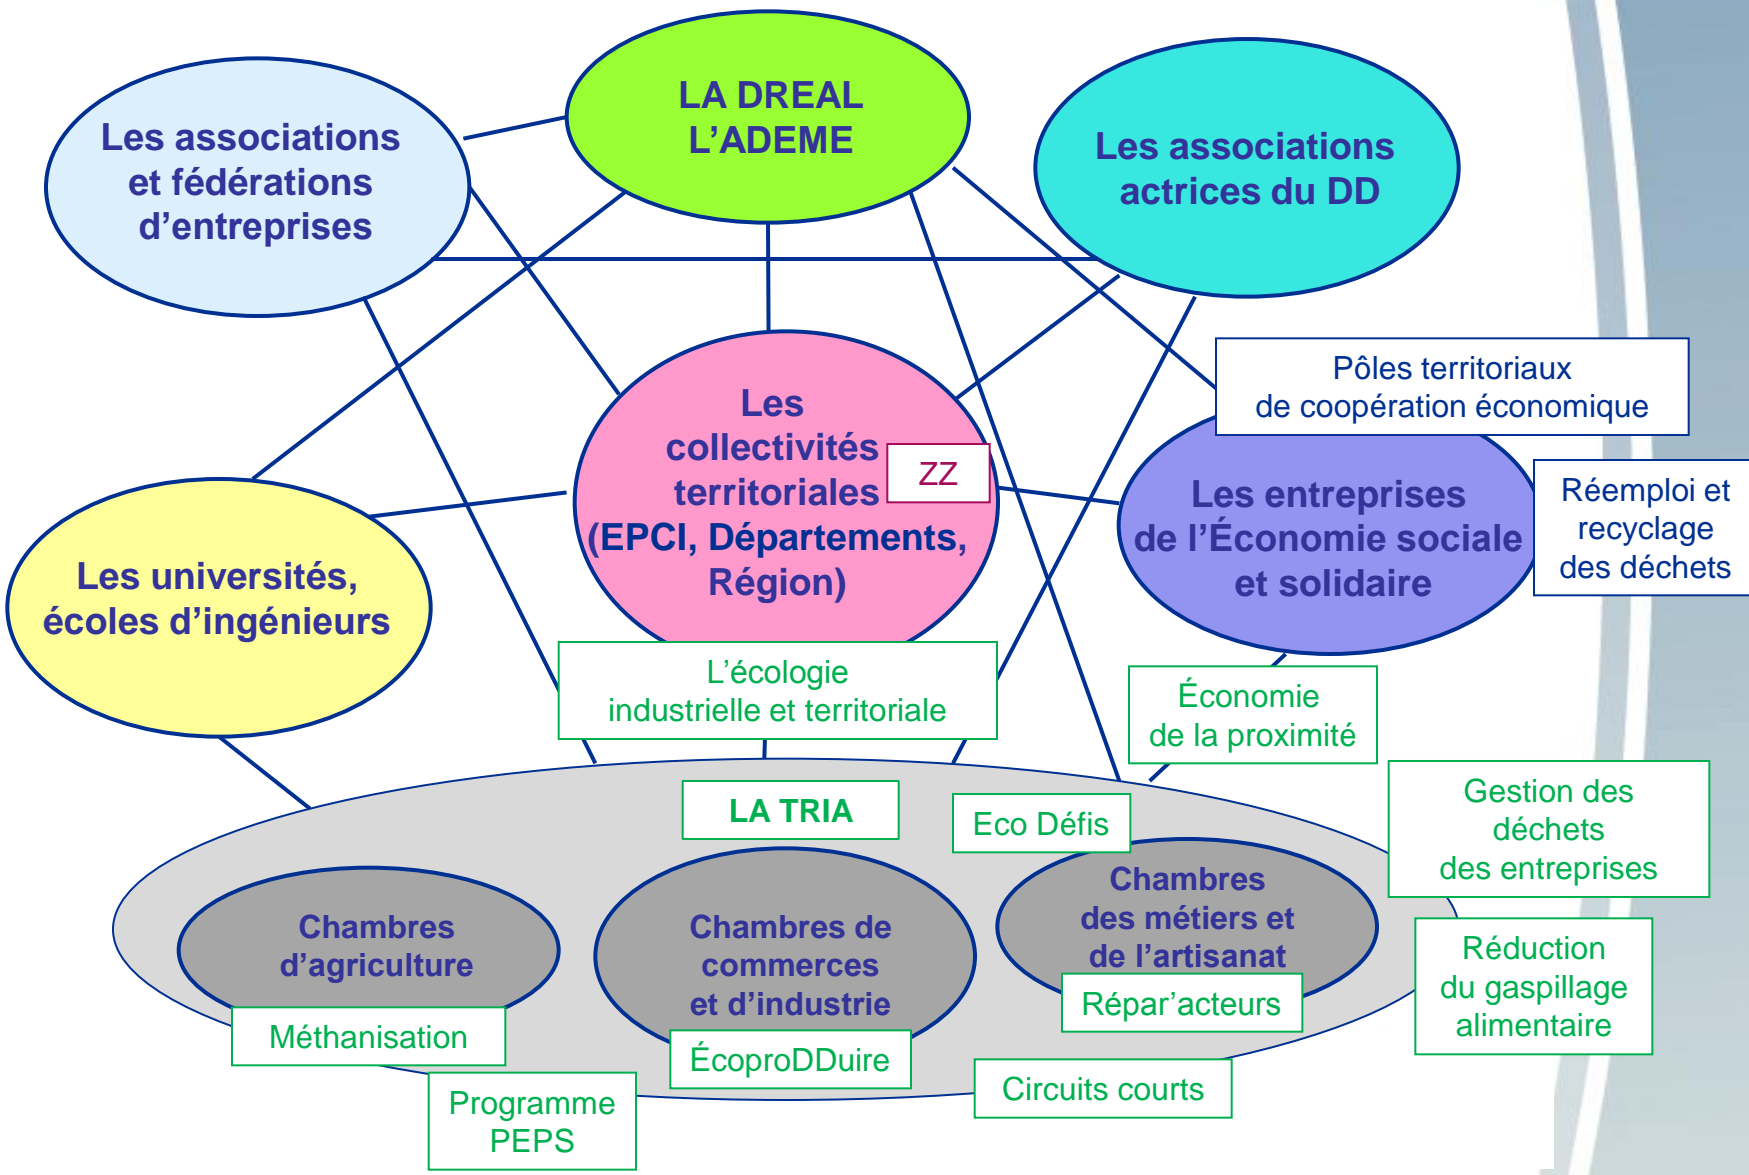 LA DREAL
L’ADEME
Les associations
et fédérations
d’entreprises
Les associations
actrices du DD
Pôles territoriaux
de coopération économique
Les
collectivités
territoriales
(EPCI, Départements,
Région)
ZZ
Les entreprises
de l’Économie sociale
et solidaire
Réemploi et
recyclage
des déchets
Les universités,
écoles d’ingénieurs
L’écologie
industrielle et territoriale
Économie
de la proximité
LA TRIA
Eco Défis
Gestion des
déchets
des entreprises
Chambres
d’agriculture
Chambres de
commerces
et d’industrie
Chambres
des métiers et
de l’artisanat
Réduction
du gaspillage
alimentaire
Répar’acteurs
Méthanisation
ÉcoproDDuire
Circuits courts
Programme
PEPS